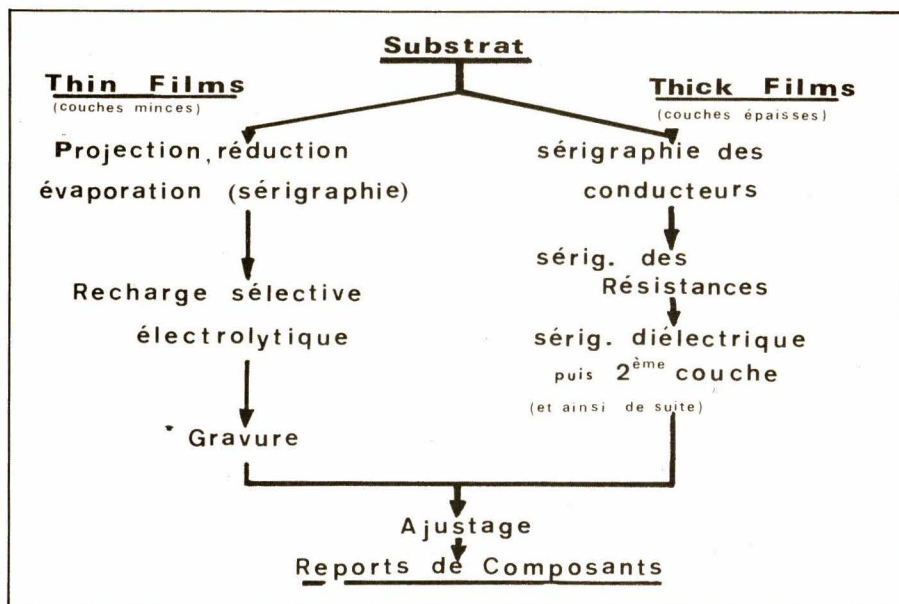 Substrat
Thin Films
(couches minces)
Projection, réduction
évaporation (sérigraphie)
Recharge sélective
électrolytique
Gravure
Thick Films
(couches épaisses)
sérigraphie des
conducteurs
sérig. des
Résistances
sérig. diélectrique
puis 2ème couche
(et ainsi de suite)
Ajustage
Reports de Composants